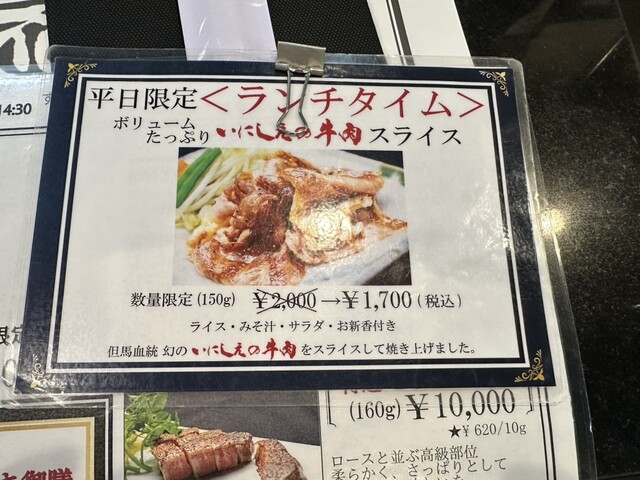 14:30
平日限定<ランチタイム>
ボリューム
たっぷり いにしえの牛肉 スライス
数量限定 (150g) ¥2,000→¥1,700 (税込)
ライス・みそ汁・サラダ・お新香付き
但馬血統 幻の いにしえの牛肉 をスライスして焼き上げました。
(160g) ¥10,000
★¥ 620/10g
ロースと並ぶ高級部位
柔らかく、さっぱりとして